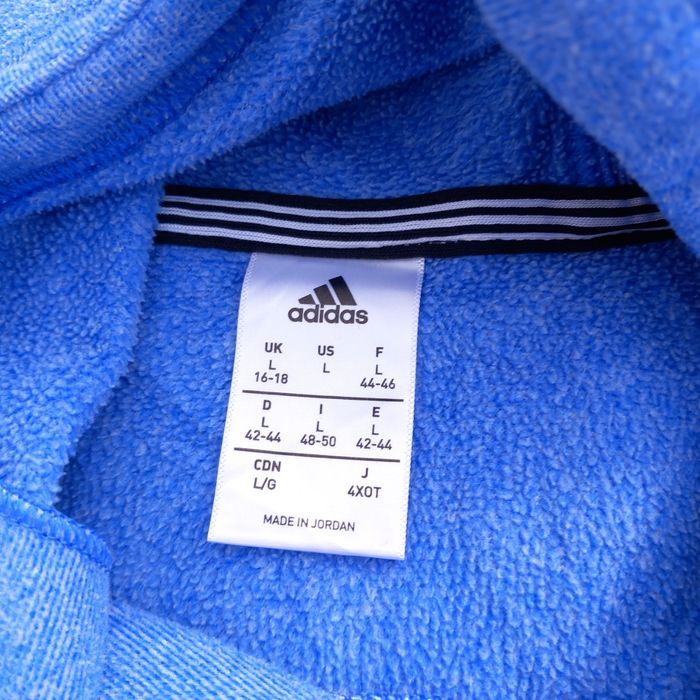 adidas
UK US F
L L L
16-18 44-46
D I E
L L L
42-44 48-50 42-44
CDN J
L/G 4XOT
MADE IN JORDAN